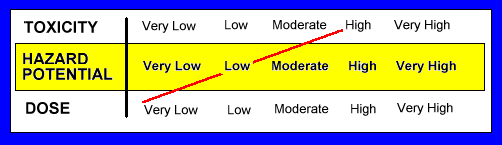 TOXICITY Very Low Low Moderate High Very High
HAZARD POTENTIAL Very Low Low Moderate High Very High
DOSE Very Low Low Moderate High Very High